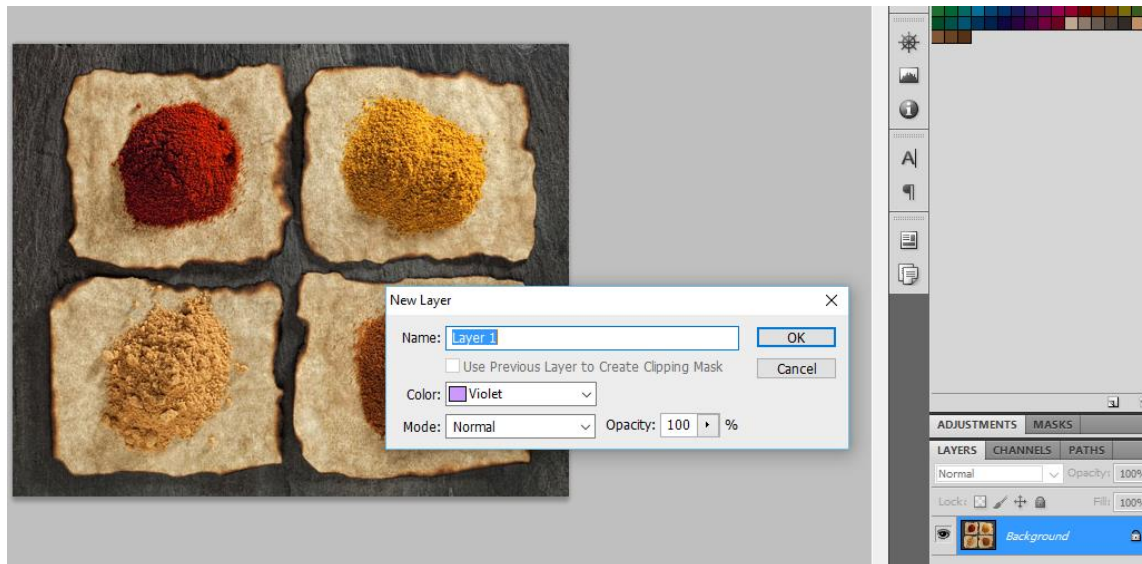 New Layer
Name: Layer 1
OK
Use Previous Layer to Create Clipping Mask
Cancel
Color: Violet
Mode: Normal
Opacity: 100 %
ADJUSTMENTS MASKS
LAYERS CHANNELS PATHS
Normal Opacity: 100%
Lock: Fill: 100%
Background